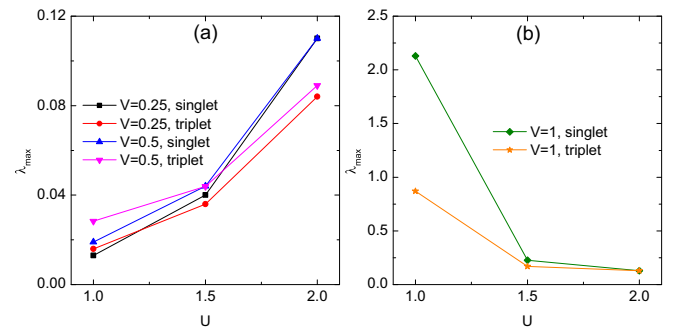 (a)
0.12
0.08
0.04
0.00
λmax
V=0.25, singlet
V=0.25, triplet
V=0.5, singlet
V=0.5, triplet
1.0 1.5 2.0
U
(b)
2.5
2.0
1.5
1.0
0.5
0.0
λmax
V=1, singlet
V=1, triplet
1.0 1.5 2.0
U